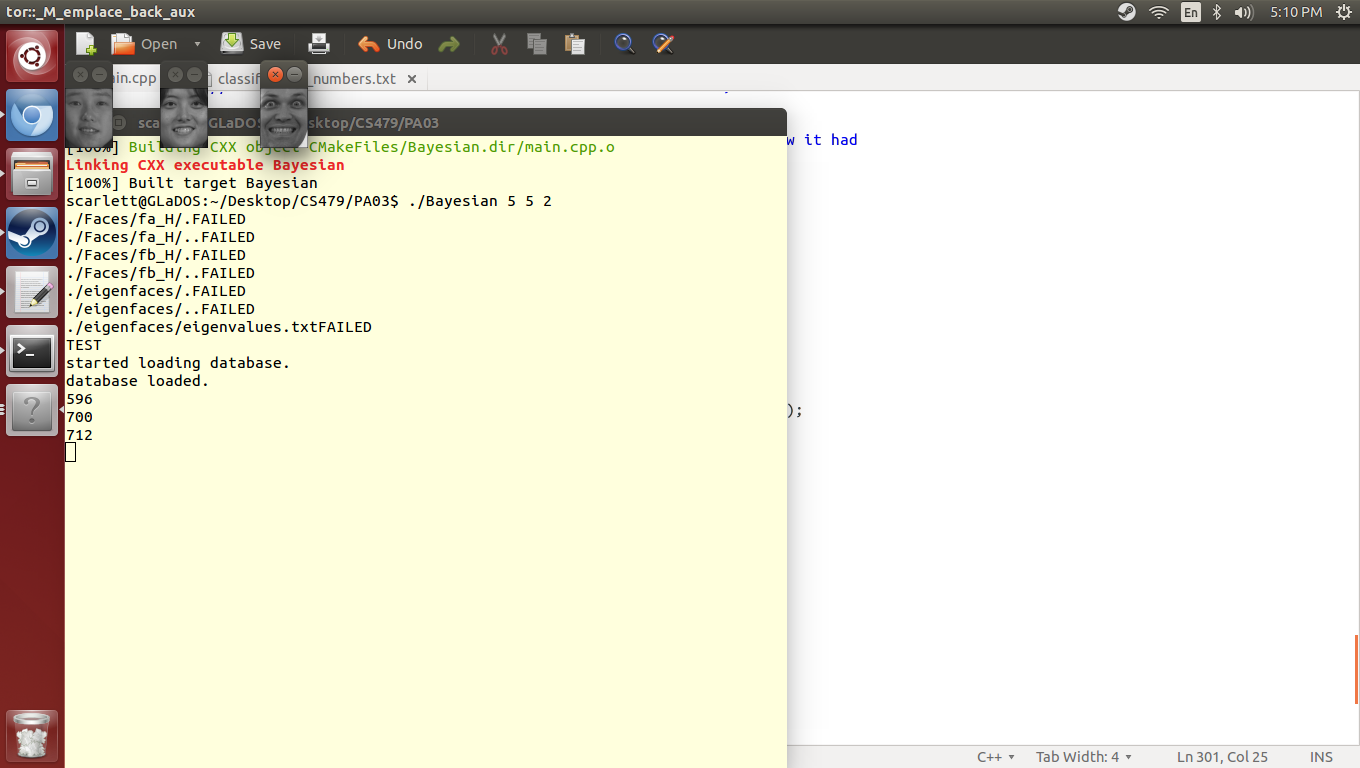 tor::_M_emplace_back_aux
En
5:10 PM
Open
Save
Undo
in.cpp
classif
_numbers.txt
sca
GLaDOS:
sktop/CS479/PA03
w it had
[100%] Building CXX object CMakeFiles/Bayesian.dir/main.cpp.o
Linking CXX executable Bayesian
[100%] Built target Bayesian
scarlett@GLaDOS:~/Desktop/CS479/PA03$ ./Bayesian 5 5 2
./Faces/fa_H/.FAILED
./Faces/fa_H/..FAILED
./Faces/fb_H/.FAILED
./Faces/fb_H/..FAILED
./eigenfaces/.FAILED
./eigenfaces/..FAILED
./eigenfaces/eigenvalues.txtFAILED
TEST
started loading database.
database loaded.
596
700
);
712
C++
Tab Width: 4
Ln 301, Col 25
INS